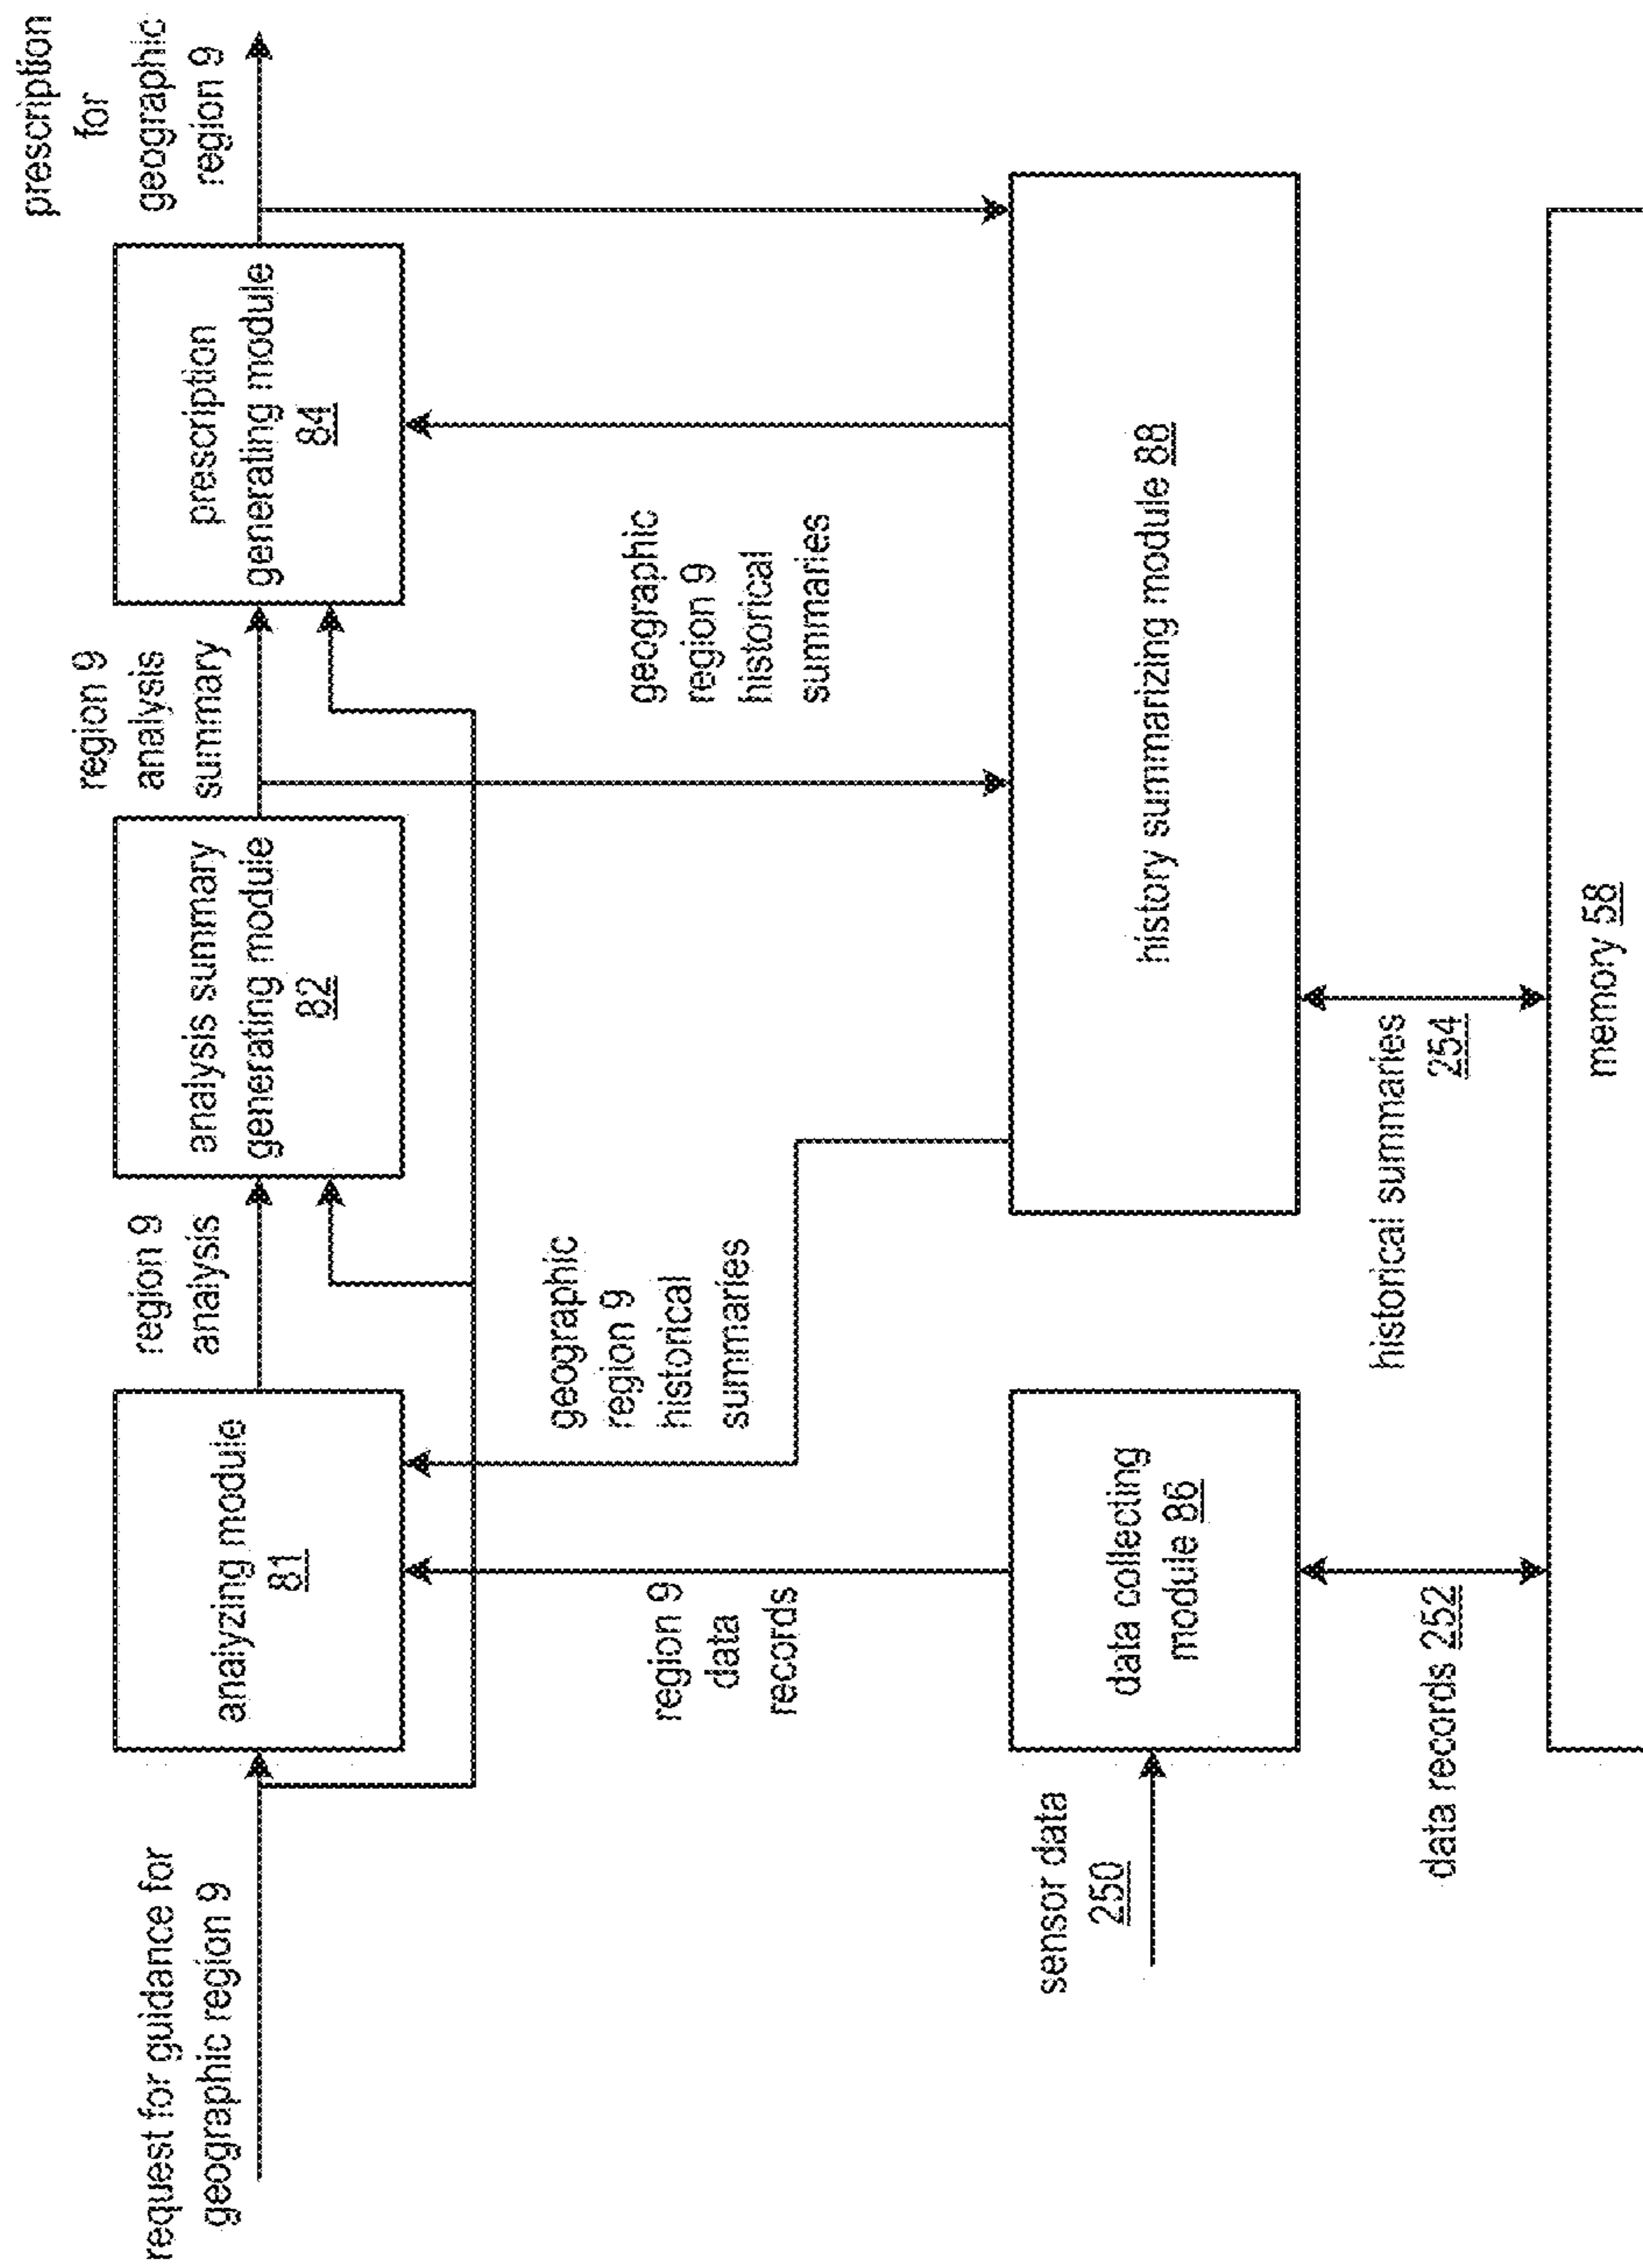 request for guidance for
geographic region 9
analyzing module
81
region 9
analysis
analysis summary
generating module
82
region 9
analysis
summary
prescription
generating module
84
prescription
for
geographic
region 9
region 9
data
records
geographic
region 9
historical
summaries
geographic
region 9
historical
summaries
sensor data
250
data collecting
module 86
history summarizing module 88
data records 252
historical summaries
254
memory 58